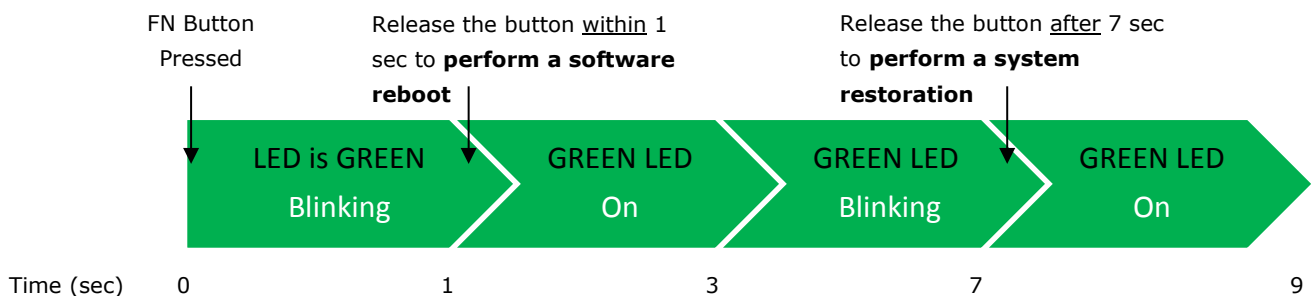 FN Button
Pressed
Release the button within 1
sec to perform a software
reboot
Release the button after 7 sec
to perform a system
restoration
LED is GREEN
Blinking
GREEN LED
On
GREEN LED
Blinking
GREEN LED
On
Time (sec) 0 1 3 7 9